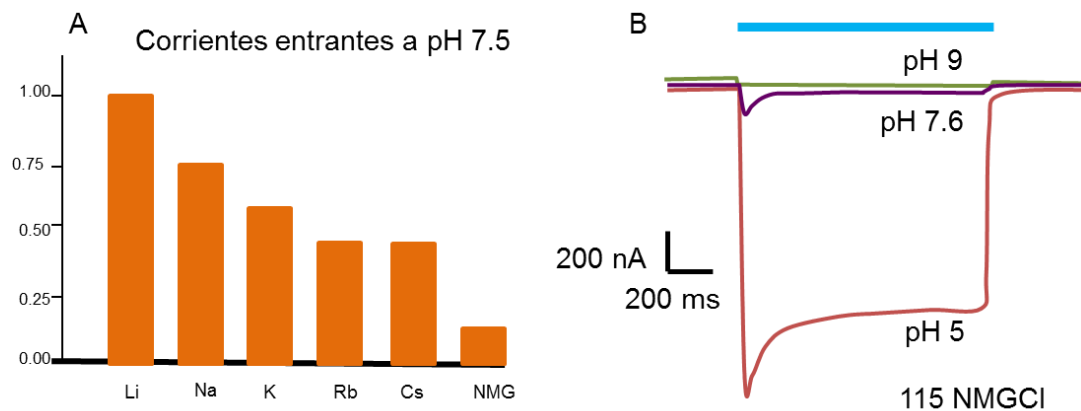 A
Corrientes entrantes a pH 7.5
1.00
0.75
0.50
0.25
0.00
Li Na K Rb Cs NMG
B
pH 9
pH 7.6
200 nA
200 ms
pH 5
115 NMGCl